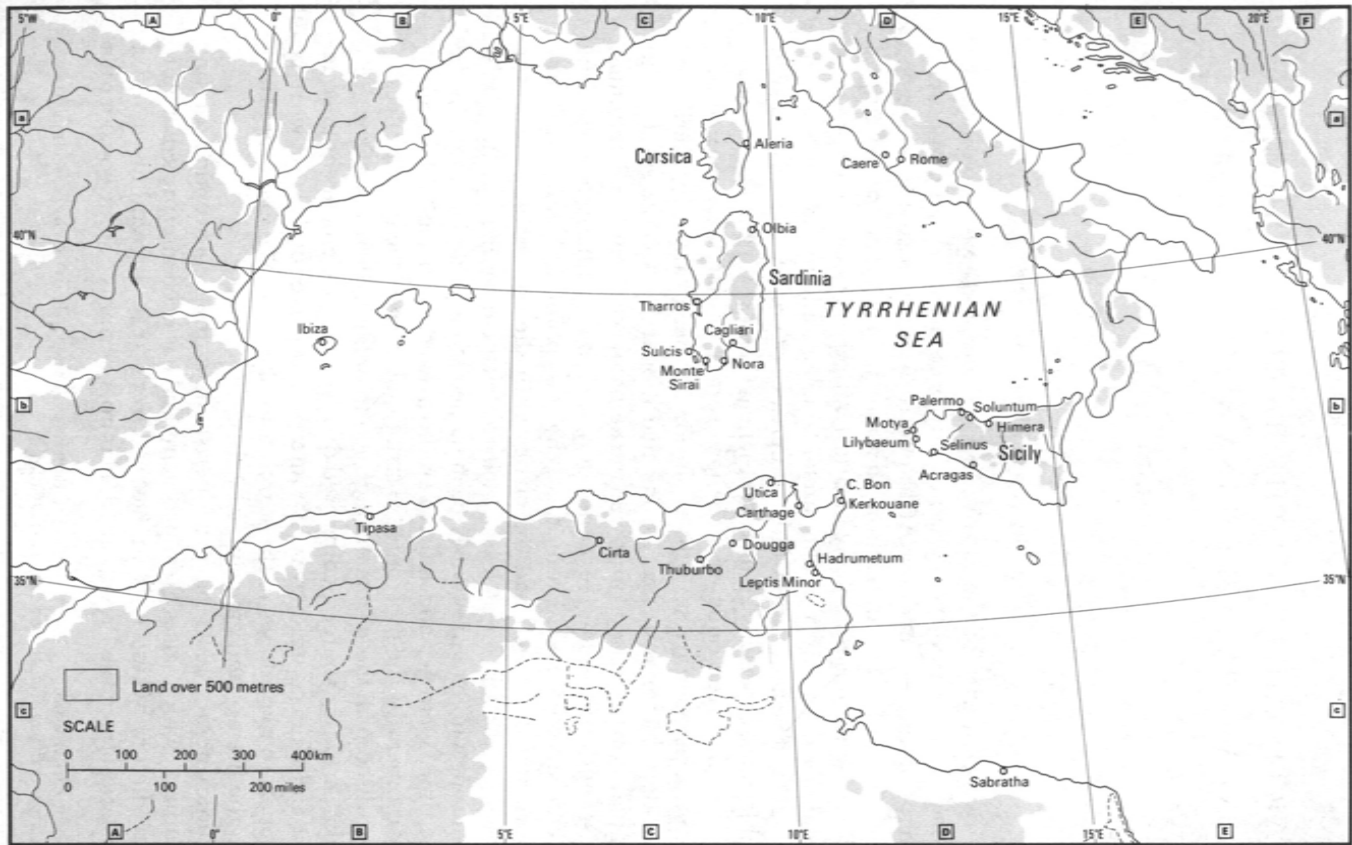 5°W
A
0°
B
5°E
C
10°E
D
15°E
E
20°E
F
a
a
Corsica
Aleria
Caere
Rome
40°N
40°N
Olbia
Sardinia
Tharros
TYRRHENIAN
SEA
Ibiza
Cagliari
Sulcis
Monte
Sirai
Nora
b
b
Palermo
Soluntum
Motya
Himera
Lilybaeum
Selinus
Sicily
Acragas
Utica
C. Bon
Carthage
Kerkouane
Tipasa
Cirta
Dougga
Thuburbo
Hadrumetum
Leptis Minor
35°N
35°N
Land over 500 metres
c
c
SCALE
0 100 200 300 400km
0 100 200 miles
Sabratha
A
0°
B
5°E
C
10°E
D
15°E
E